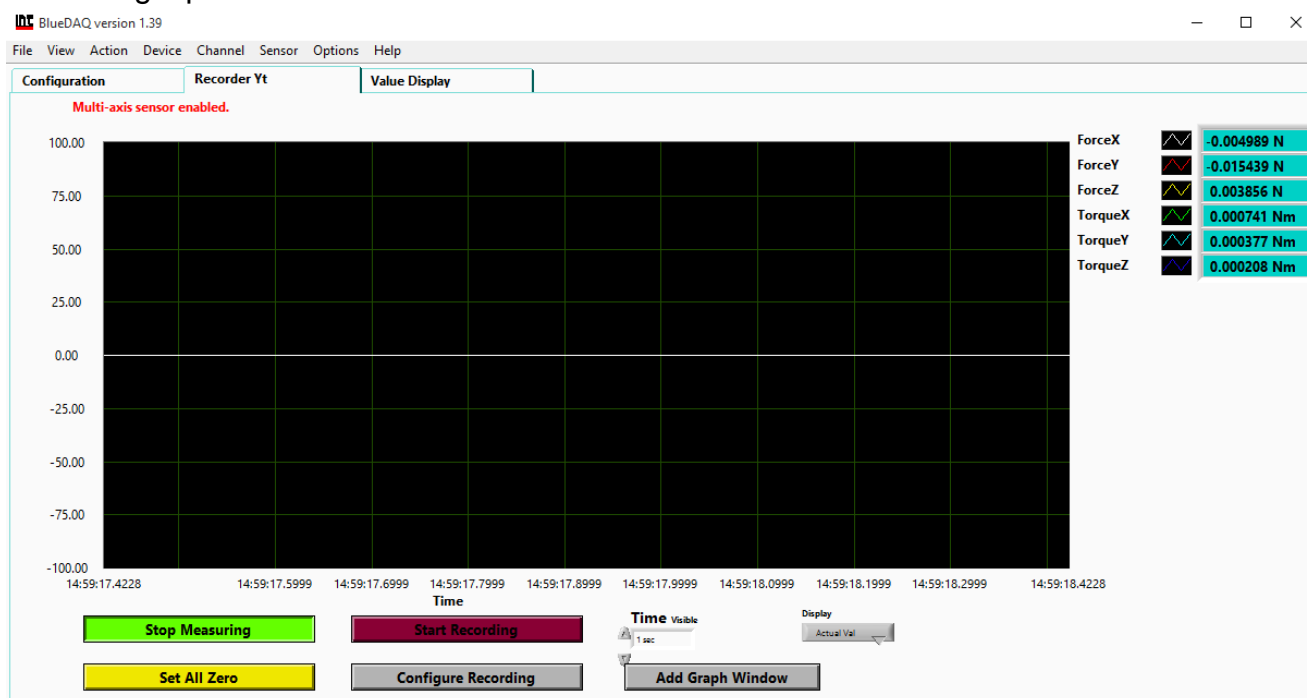 BlueDAQ version 1.39
File View Action Device Channel Sensor Options Help
Configuration Recorder Yt Value Display
Multi-axis sensor enabled.
100.00
75.00
50.00
25.00
0.00
-25.00
-50.00
-75.00
-100.00
ForceX -0.004989 N
ForceY -0.015439 N
ForceZ 0.003856 N
TorqueX 0.000741 Nm
TorqueY 0.000377 Nm
TorqueZ 0.000208 Nm
14:59:17.4228 14:59:17.5999 14:59:17.6999 14:59:17.7999 14:59:17.8999 14:59:17.9999 14:59:18.0999 14:59:18.1999 14:59:18.2999 14:59:18.4228
Time
Stop Measuring Start Recording Time Visible 1 sec Display Actual Val
Set All Zero Configure Recording Add Graph Window